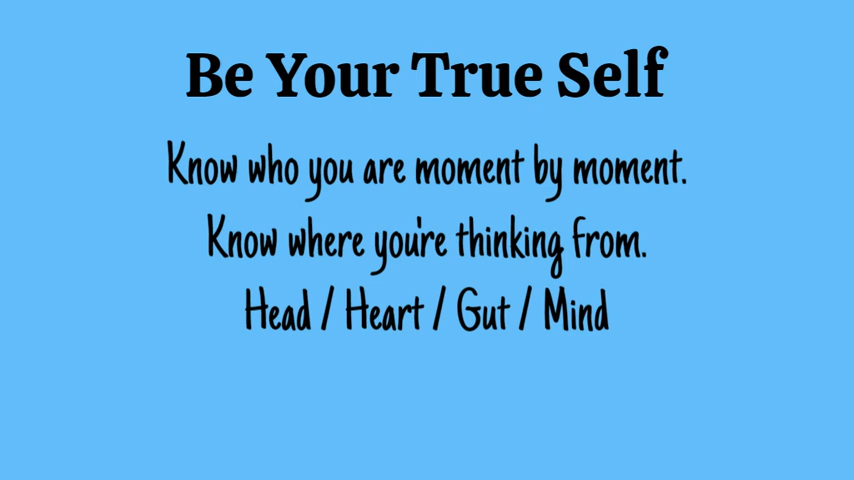 Be Your True Self
Know who you are moment by moment.
Know where you're thinking from.
Head / Heart / Gut / Mind